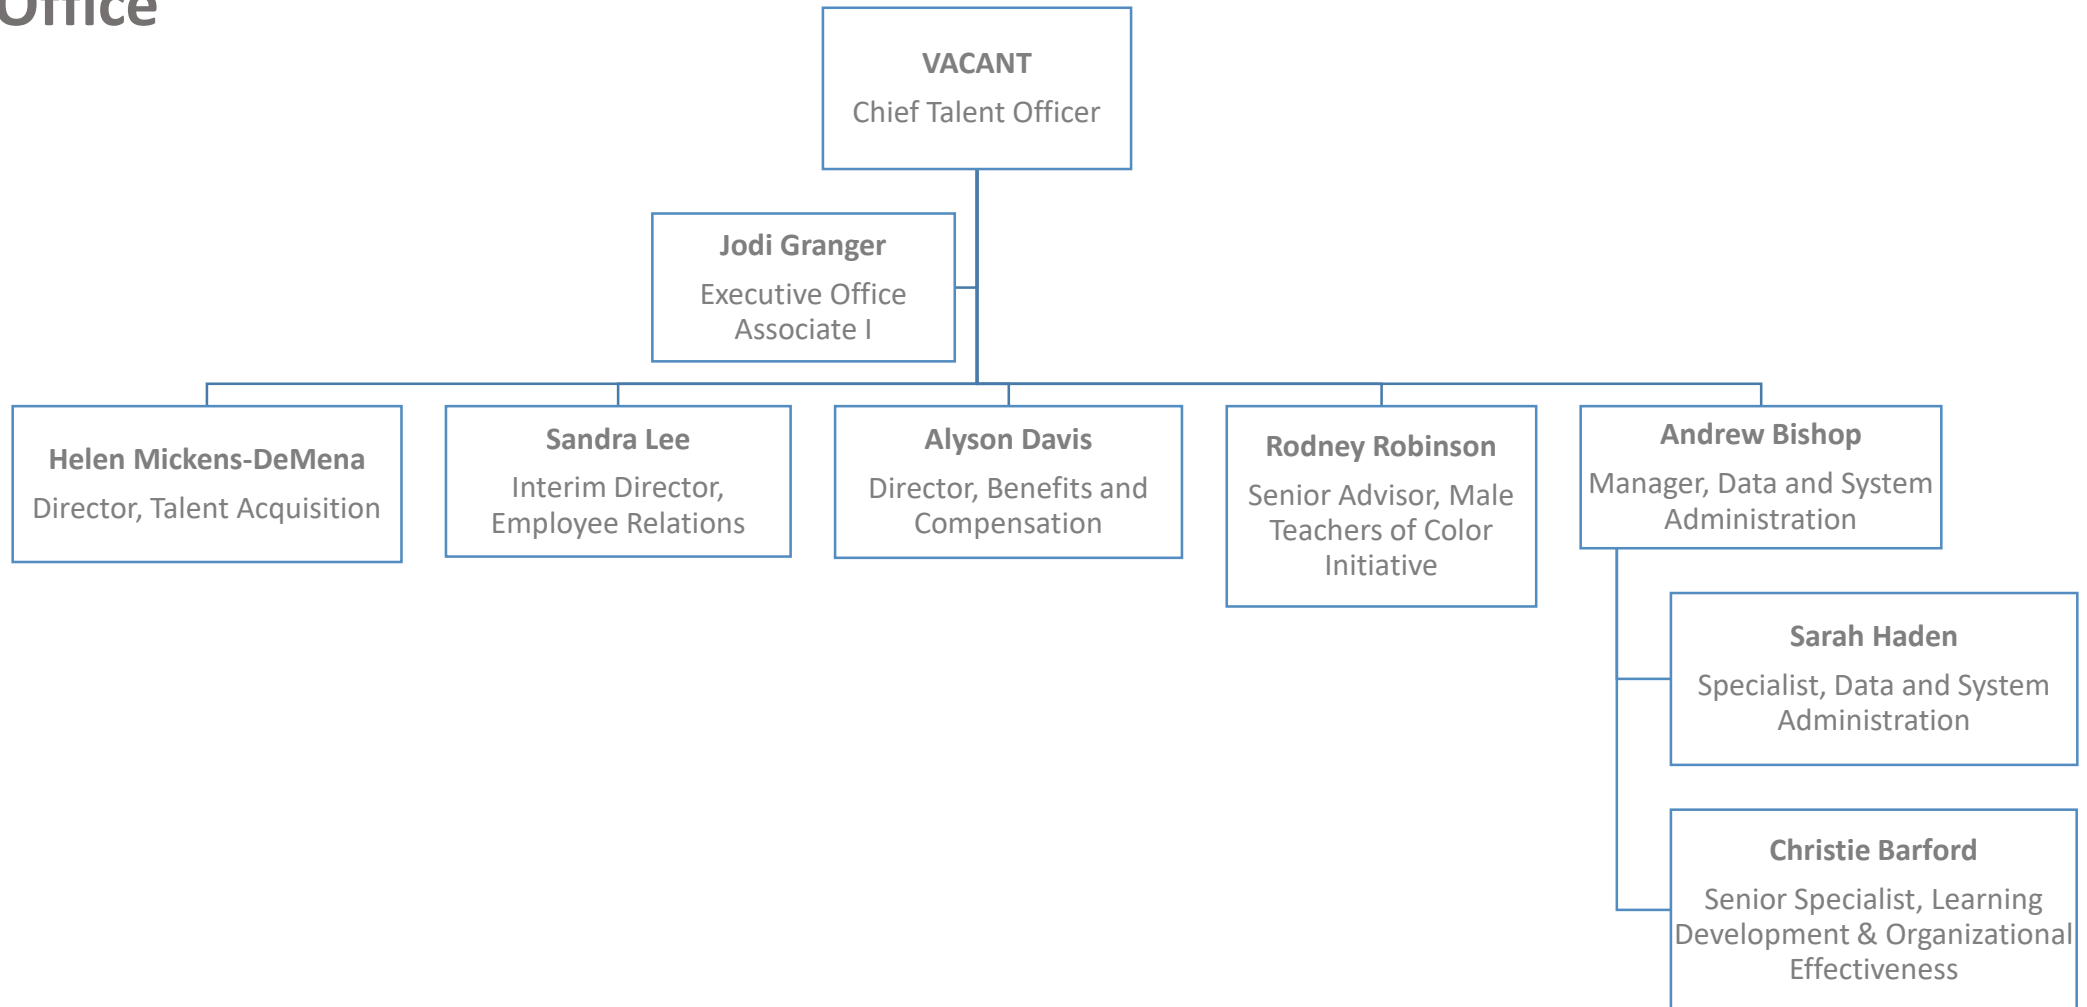 Office
VACANT
Chief Talent Officer
Jodi Granger
Executive Office
Associate I
Helen Mickens-DeMena
Director, Talent Acquisition
Sandra Lee
Interim Director,
Employee Relations
Alyson Davis
Director, Benefits and
Compensation
Rodney Robinson
Senior Advisor, Male
Teachers of Color
Initiative
Andrew Bishop
Manager, Data and System
Administration
Sarah Haden
Specialist, Data and System
Administration
Christie Barford
Senior Specialist, Learning
Development & Organizational
Effectiveness